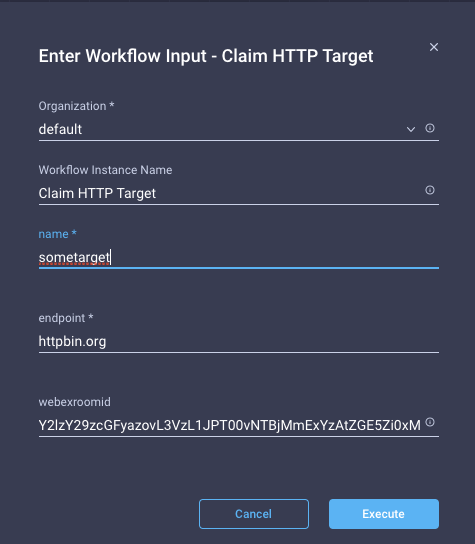 Enter Workflow Input - Claim HTTP Target
Organization *
default
Workflow Instance Name
Claim HTTP Target
name *
sometarget
endpoint *
httpbin.org
webexroomid
Y2lzY29zcGFyazovL3VzL1JPT00vNTBjMmExYzAtZGE5Zi0xM
Cancel
Execute